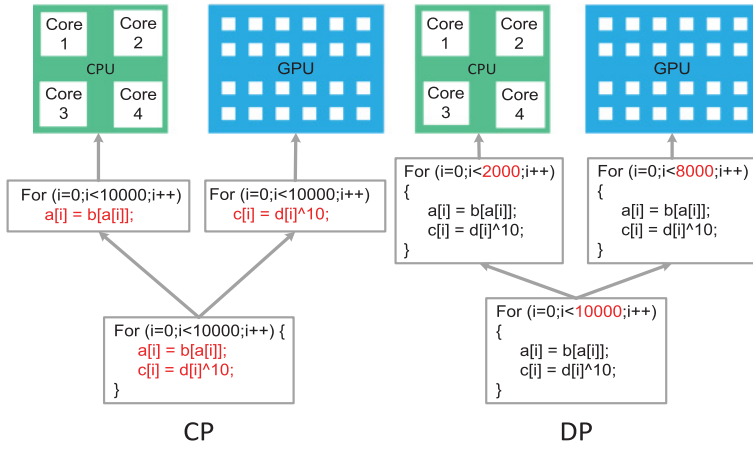 Core
1
Core
2
CPU
Core
3
Core
4
GPU
Core
1
Core
2
CPU
Core
3
Core
4
GPU
For (i=0;i<10000;i++)
a[i] = b[a[i]];
For (i=0;i<10000;i++)
c[i] = d[i]^10;
For (i=0;i<2000;i++)
{
a[i] = b[a[i]];
c[i] = d[i]^10;
}
For (i=0;i<8000;i++)
{
a[i] = b[a[i]];
c[i] = d[i]^10;
}
For (i=0;i<10000;i++) {
a[i] = b[a[i]];
c[i] = d[i]^10;
}
For (i=0;i<10000;i++)
{
a[i] = b[a[i]];
c[i] = d[i]^10;
}
CP
DP